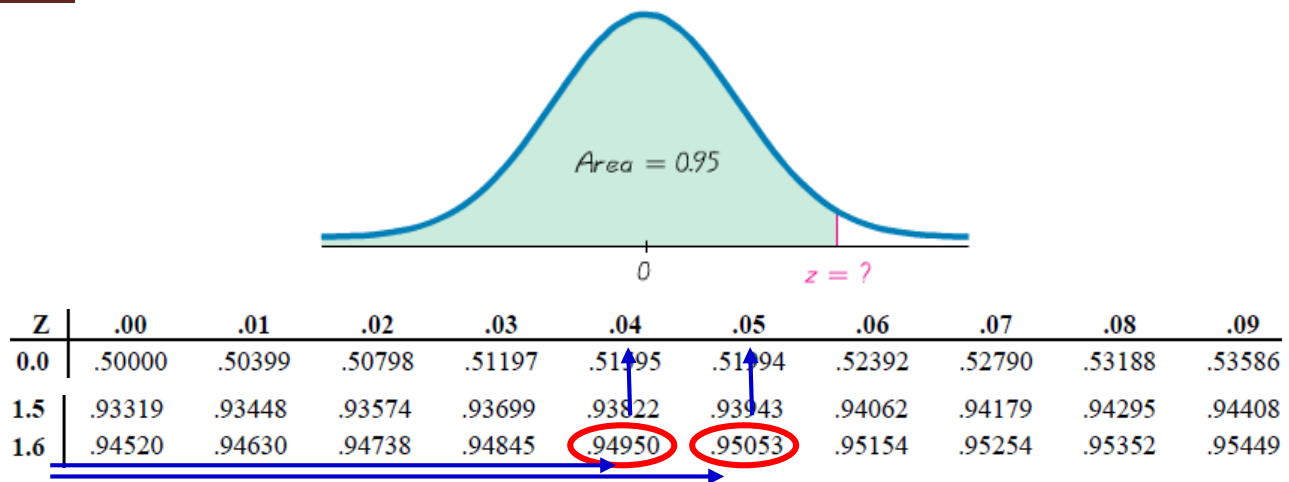 Area = 0.95
0
z = ?
Z .00 .01 .02 .03 .04 .05 .06 .07 .08 .09
0.0 .50000 .50399 .50798 .51197 .51595 .51994 .52392 .52790 .53188 .53586
1.5 .93319 .93448 .93574 .93699 .93822 .93943 .94062 .94179 .94295 .94408
1.6 .94520 .94630 .94738 .94845 .94950 .95053 .95154 .95254 .95352 .95449